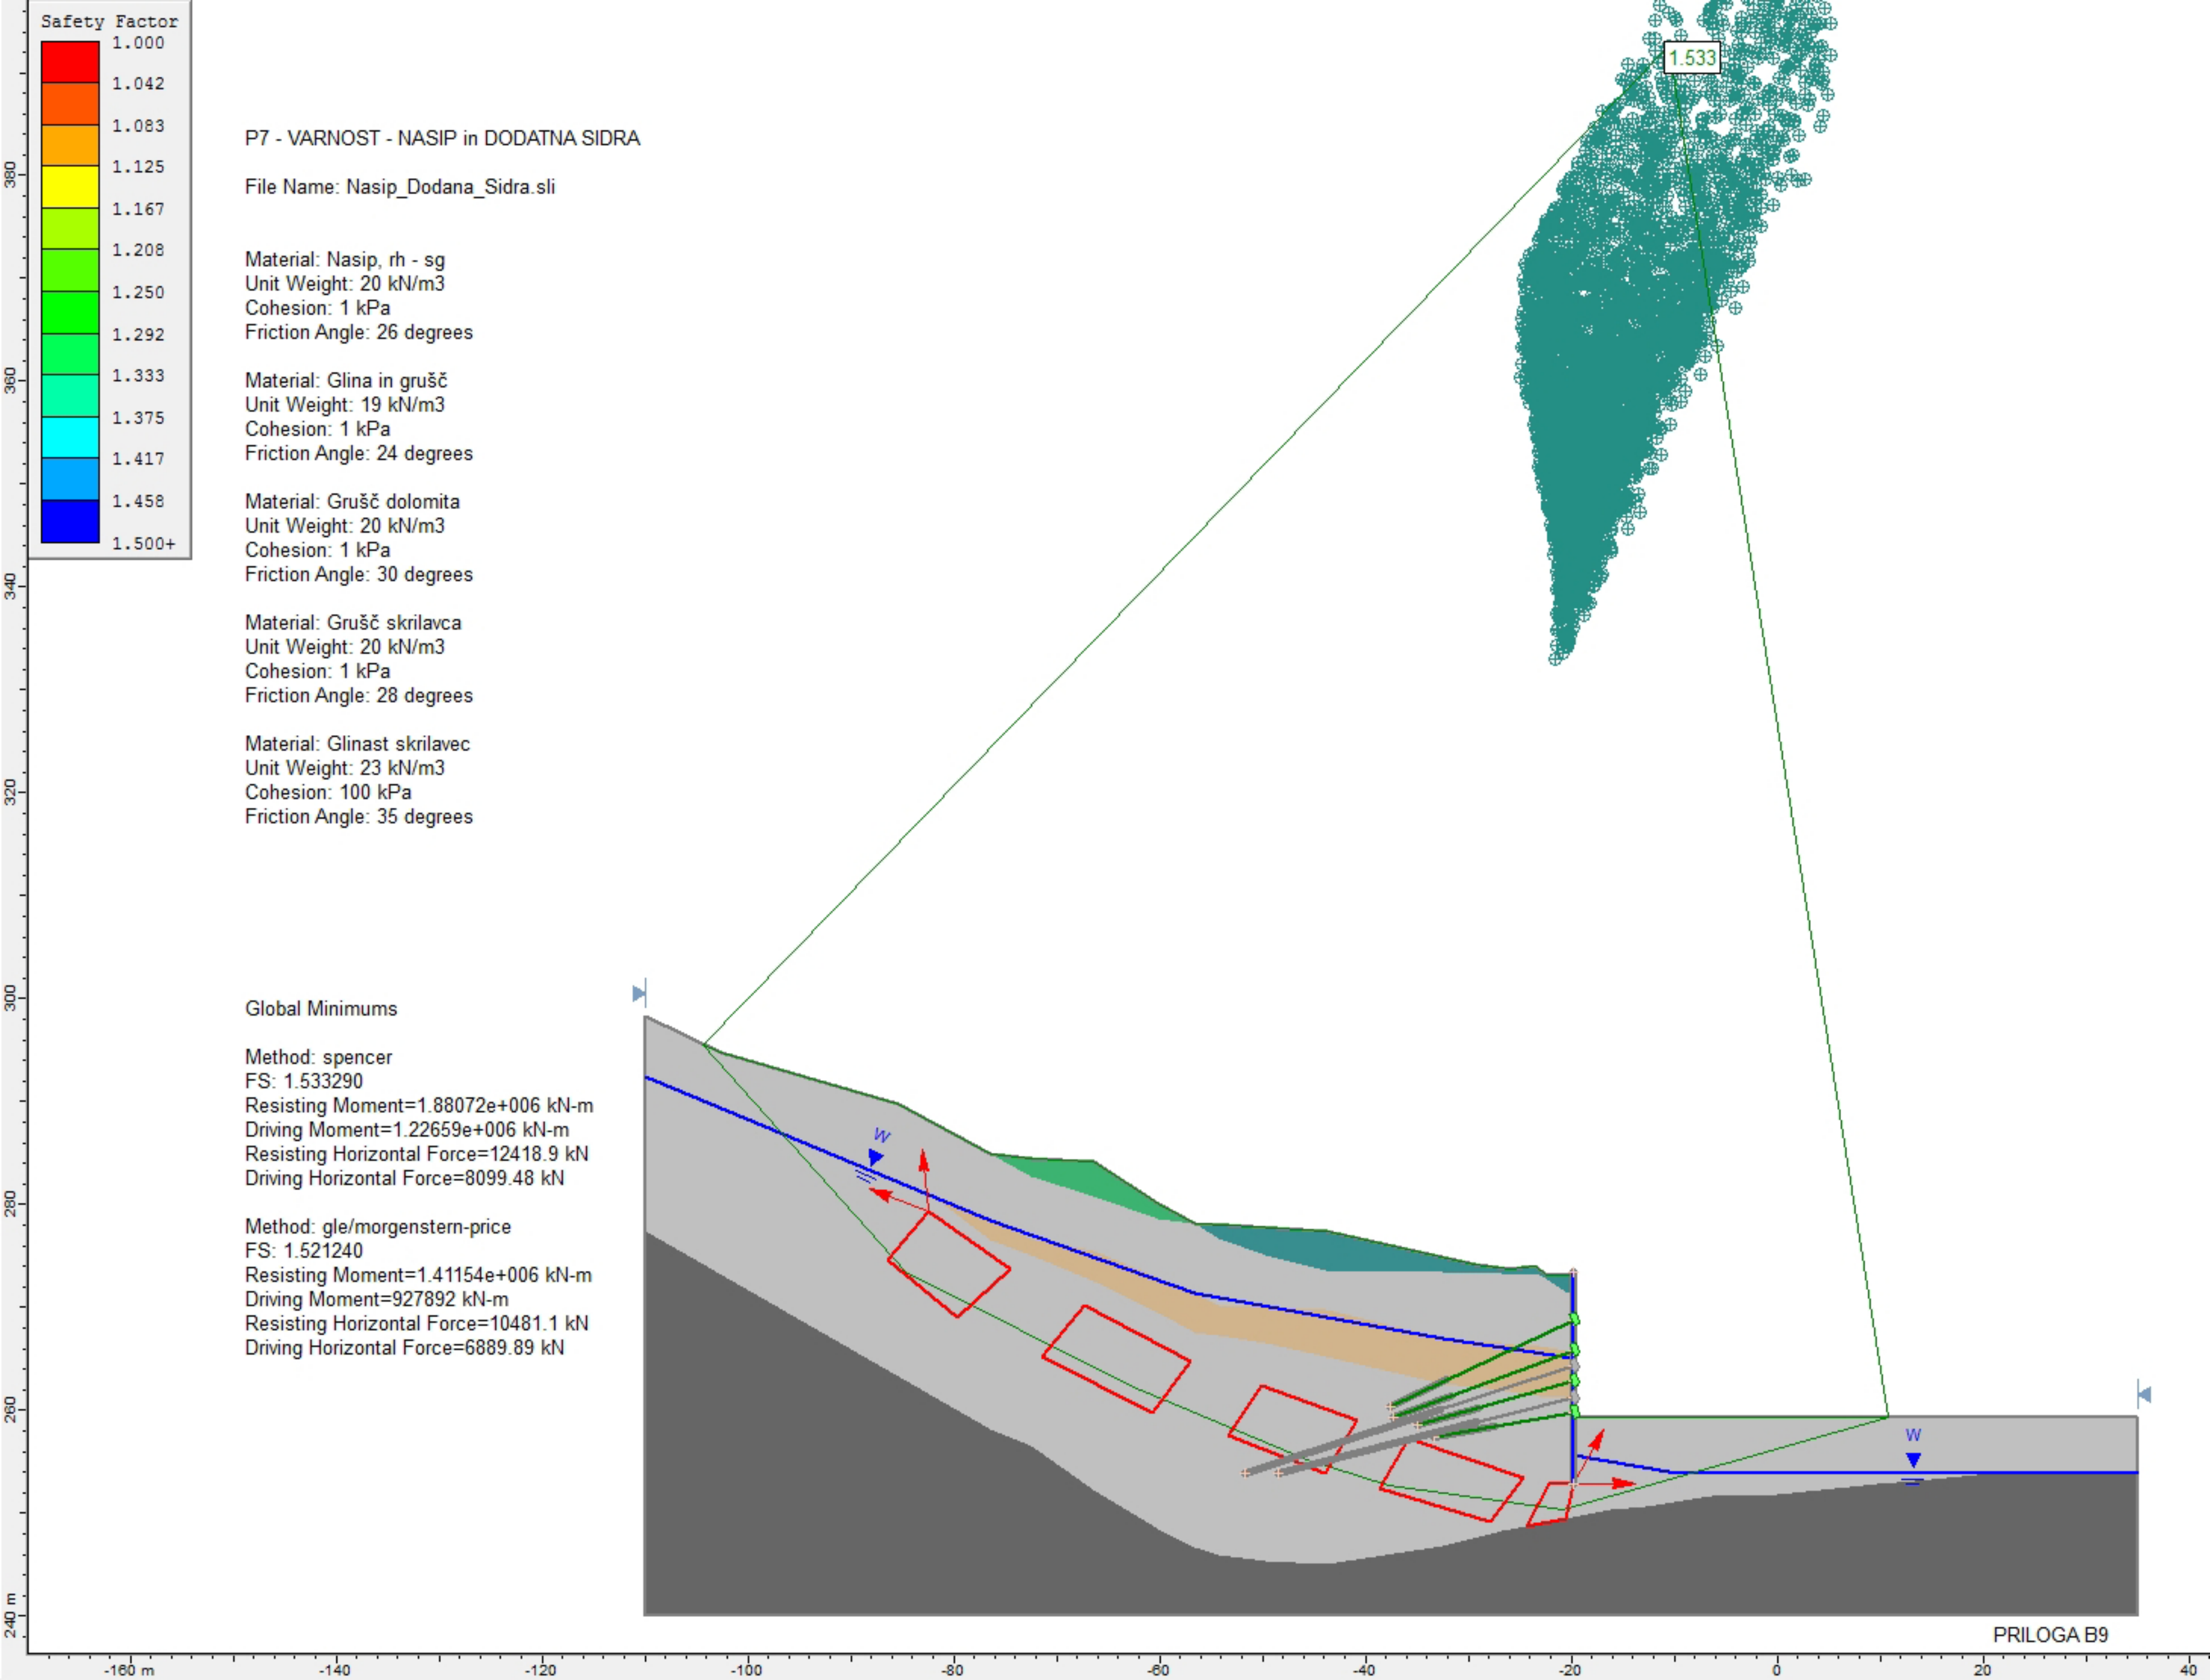 Safety Factor
1.000
1.042
1.083
1.125
1.167
1.208
1.250
1.292
1.333
1.375
1.417
1.458
1.500+
1.533
P7 - VARNOST - NASIP in DODATNA SIDRA
File Name: Nasip_Dodana_Sidra.sli
Material: Nasip, rh - sg
Unit Weight: 20 kN/m3
Cohesion: 1 kPa
Friction Angle: 26 degrees
Material: Glina in grušč
Unit Weight: 19 kN/m3
Cohesion: 1 kPa
Friction Angle: 24 degrees
Material: Grušč dolomita
Unit Weight: 20 kN/m3
Cohesion: 1 kPa
Friction Angle: 30 degrees
Material: Grušč skrilavca
Unit Weight: 20 kN/m3
Cohesion: 1 kPa
Friction Angle: 28 degrees
Material: Glinast skrilavec
Unit Weight: 23 kN/m3
Cohesion: 100 kPa
Friction Angle: 35 degrees
Global Minimums
Method: spencer
FS: 1.533290
Resisting Moment=1.88072e+006 kN-m
Driving Moment=1.22659e+006 kN-m
Resisting Horizontal Force=12418.9 kN
Driving Horizontal Force=8099.48 kN
Method: gle/morgenstern-price
FS: 1.521240
Resisting Moment=1.41154e+006 kN-m
Driving Moment=927892 kN-m
Resisting Horizontal Force=10481.1 kN
Driving Horizontal Force=6889.89 kN
W
W
380
360
340
320
300
280
260
240 m
PRILOGA B9
-160 m
-140
-120
-100
-80
-60
-40
-20
0
20
40